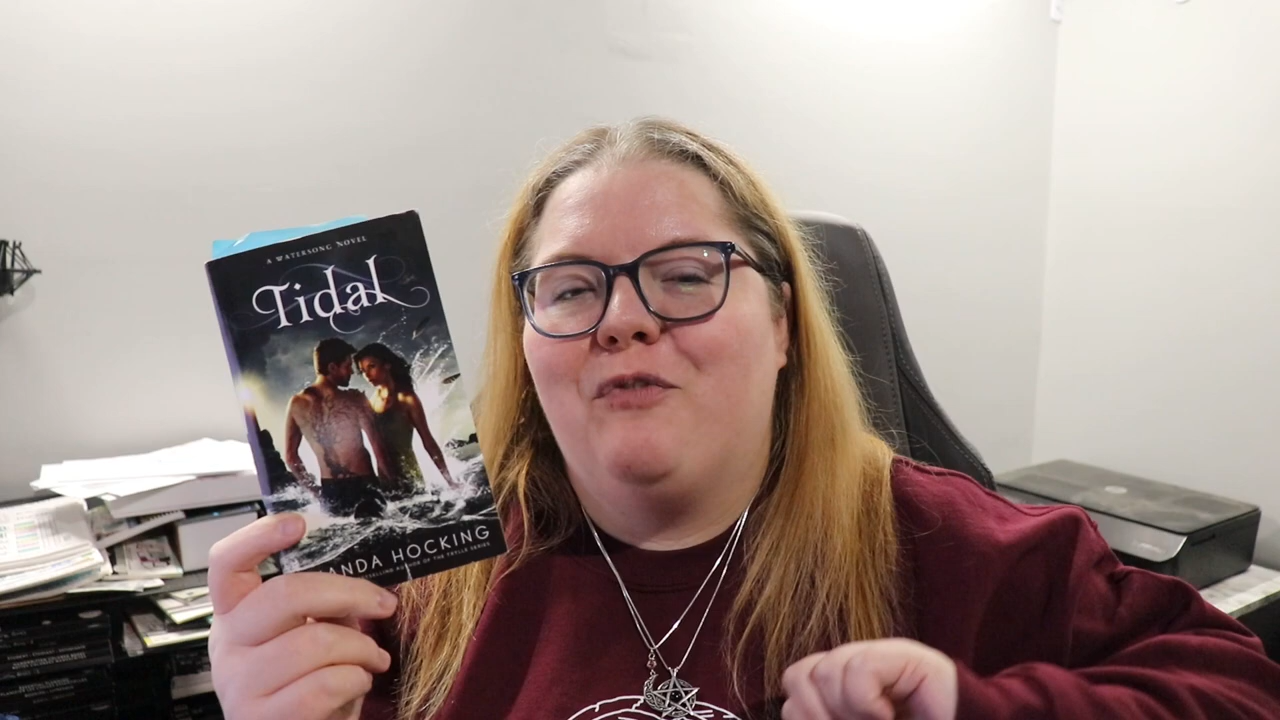 A WATERSONG NOVEL
Tidal
ANDA HOCKING
AUTHOR OF THE TRYLLE SERIES